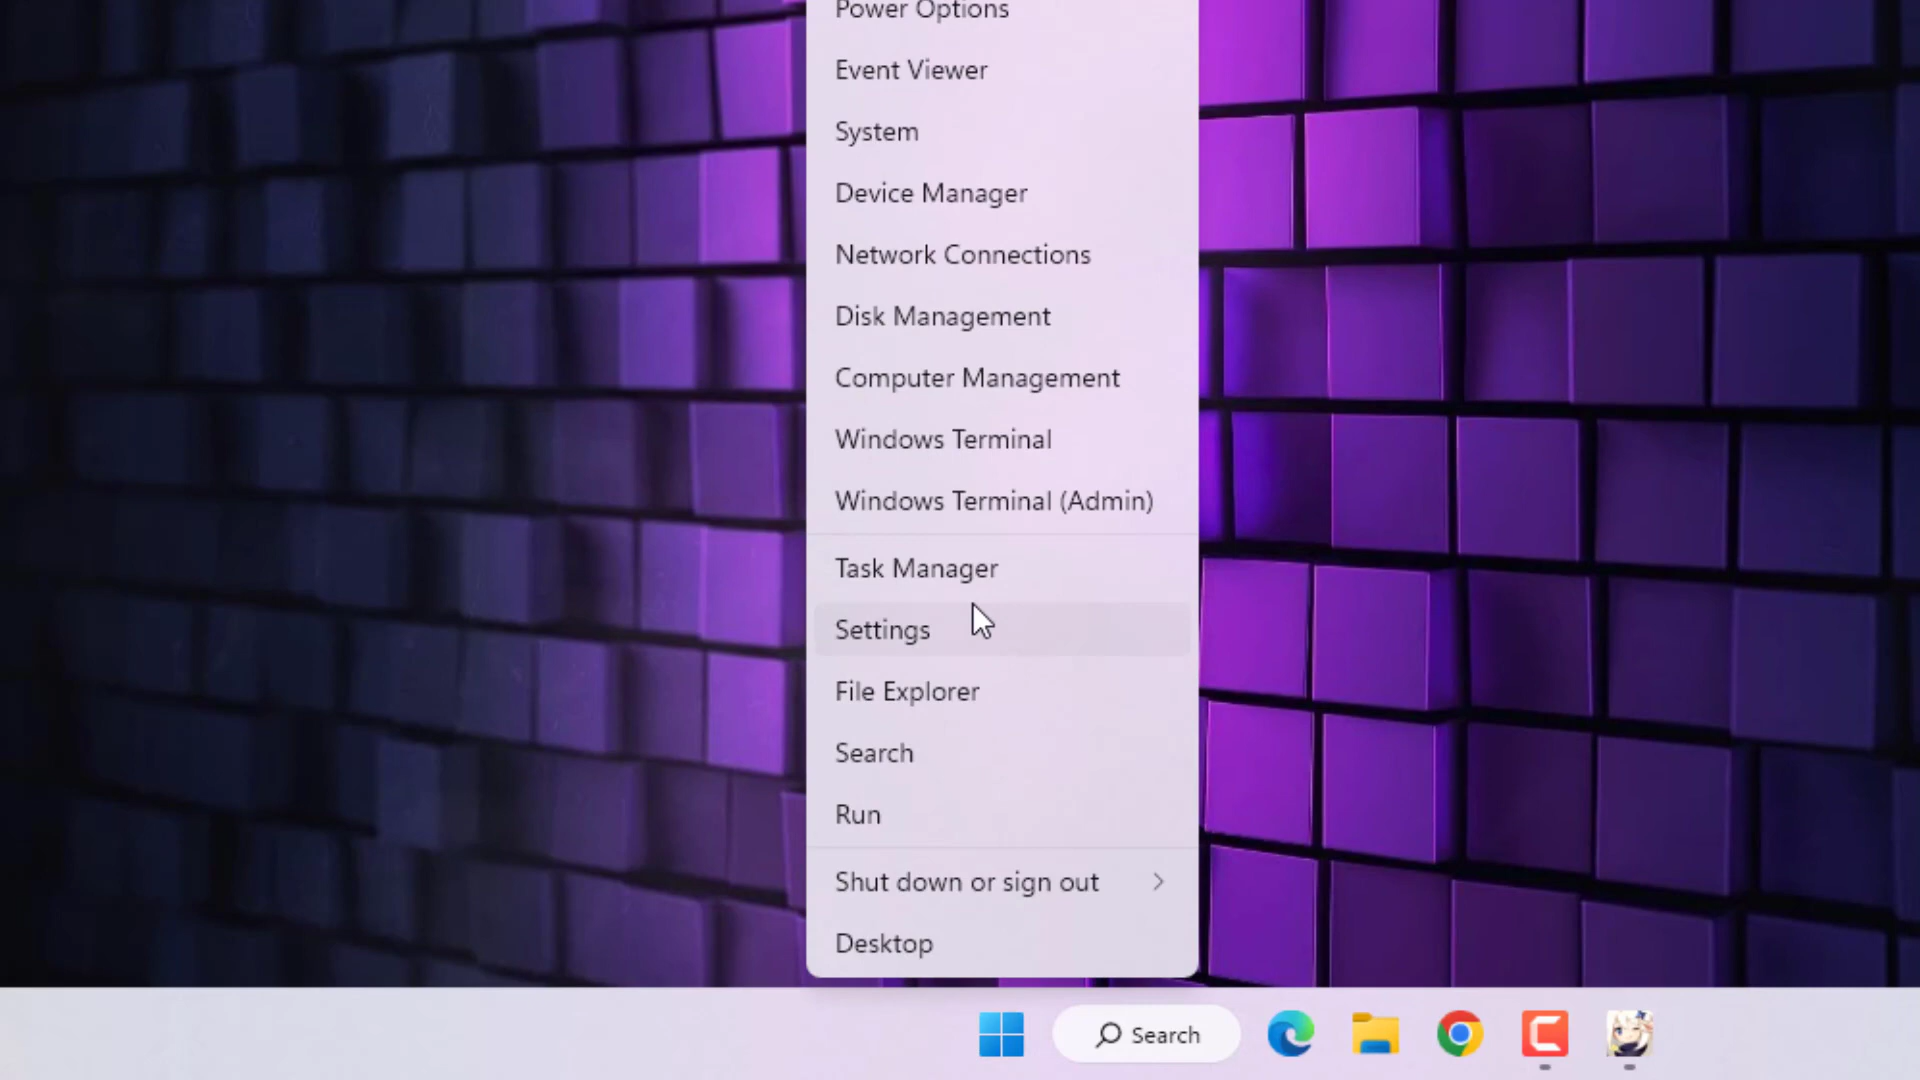 Power Options
Event Viewer
System
Device Manager
Network Connections
Disk Management
Computer Management
Windows Terminal
Windows Terminal (Admin)
Task Manager
Settings
File Explorer
Search
Run
Shut down or sign out
Desktop
Search